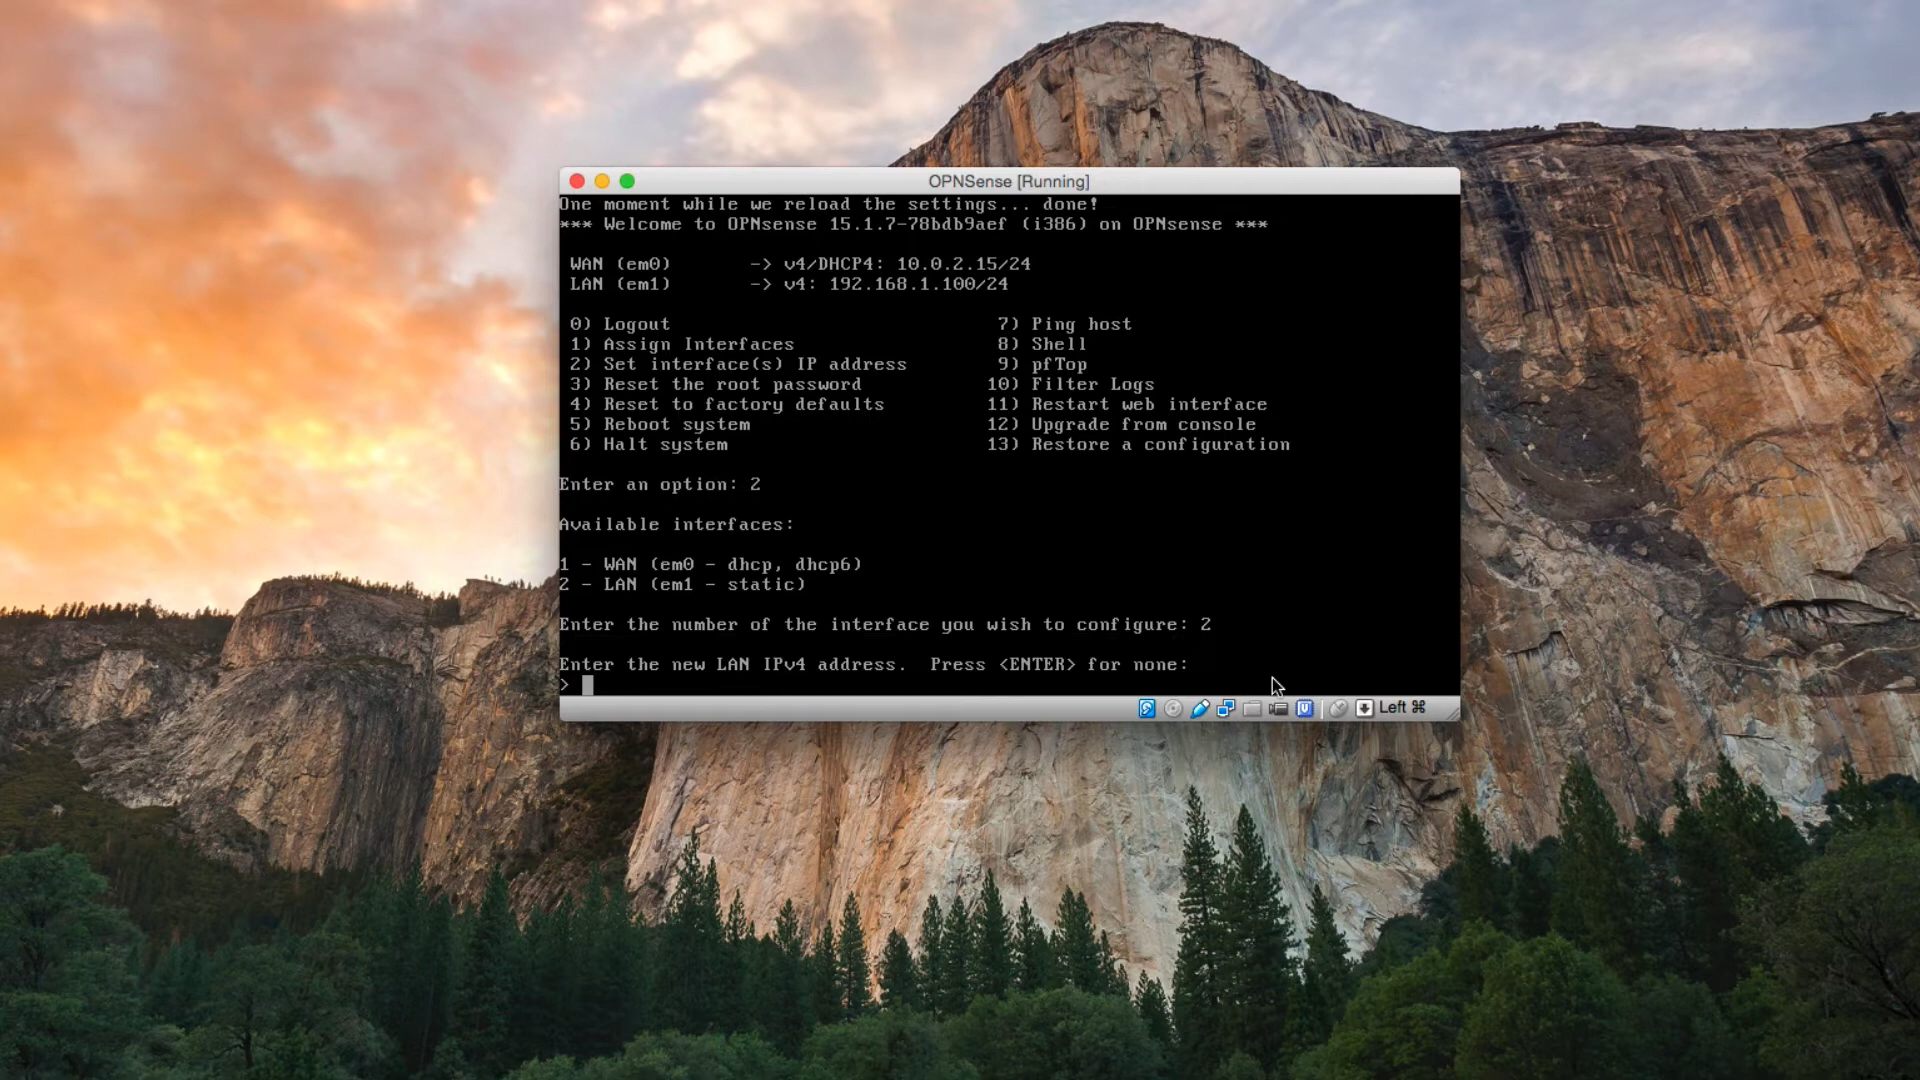 OPNSense [Running]
One moment while we reload the settings... done!
*** Welcome to OPNsense 15.1.7-78bdb9aef (i386) on OPNsense ***
WAN (em0) -> v4/DHCP4: 10.0.2.15/24
LAN (em1) -> v4: 192.168.1.100/24
0) Logout 7) Ping host
1) Assign Interfaces 8) Shell
2) Set interface(s) IP address 9) pfTop
3) Reset the root password 10) Filter Logs
4) Reset to factory defaults 11) Restart web interface
5) Reboot system 12) Upgrade from console
6) Halt system 13) Restore a configuration
Enter an option: 2
Available interfaces:
1 - WAN (em0 - dhcp, dhcp6)
2 - LAN (em1 - static)
Enter the number of the interface you wish to configure: 2
Enter the new LAN IPv4 address. Press <ENTER> for none:
>
Left ⌘